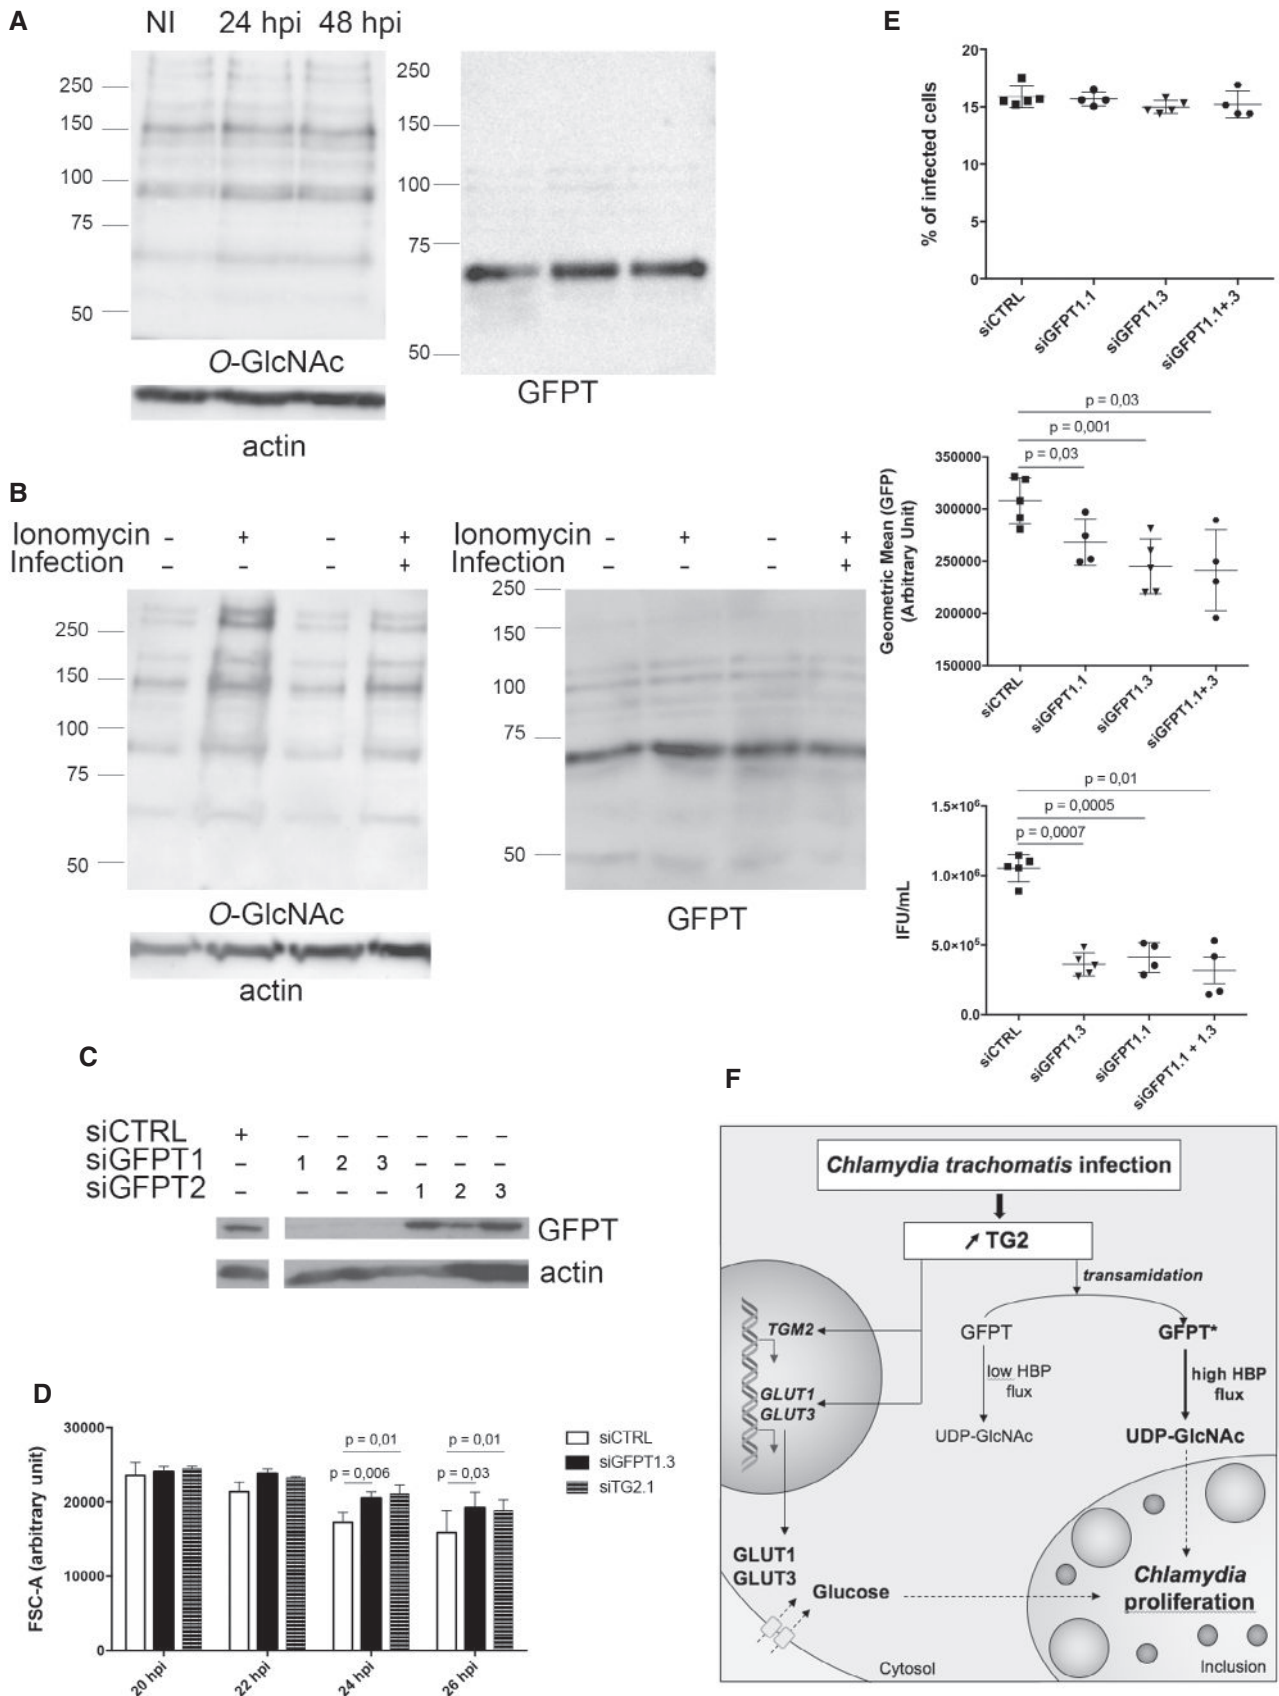 A
NI 24 hpi 48 hpi
250
150
100
75
50
O-GlcNAc
actin
250
150
100
75
50
GFPT
B
Ionomycin - + - +
Infection - - - +
250
150
100
75
50
O-GlcNAc
actin
Ionomycin - + - +
Infection - - - +
250
150
100
75
50
GFPT
C
siCTRL + - - - - - -
siGFPT1 - 1 2 3 - - -
siGFPT2 - - - - 1 2 3
GFPT
actin
D
FSC-A (arbitrary unit)
30000
20000
10000
0
p = 0,01
p = 0,006
p = 0,01
p = 0,03
20 hpi
22 hpi
24 hpi
26 hpi
siCTRL
siGFPT1.3
siTG2.1
E
% of infected cells
20
15
10
5
0
siCTRL
siGFPT1.1
siGFPT1.3
siGFPT1.1+.3
p = 0,03
p = 0,001
p = 0,03
Geometric Mean (GFP)
(Arbitrary Unit)
350000
300000
250000
200000
150000
siCTRL
siGFPT1.1
siGFPT1.3
siGFPT1.1+.3
p = 0,01
p = 0,0005
p = 0,0007
IFU/mL
1.5×10⁶
1.0×10⁶
5.0×10⁵
0.0
siCTRL
siGFPT1.3
siGFPT1.1
siGFPT1.1 + 1.3
F
Chlamydia trachomatis infection
↗ TG2
transamidation
TGM2
GLUT1
GLUT3
GFPT
GFPT*
low HBP
flux
high HBP
flux
UDP-GlcNAc
UDP-GlcNAc
GLUT1
GLUT3
Glucose
Chlamydia
proliferation
Cytosol
Inclusion